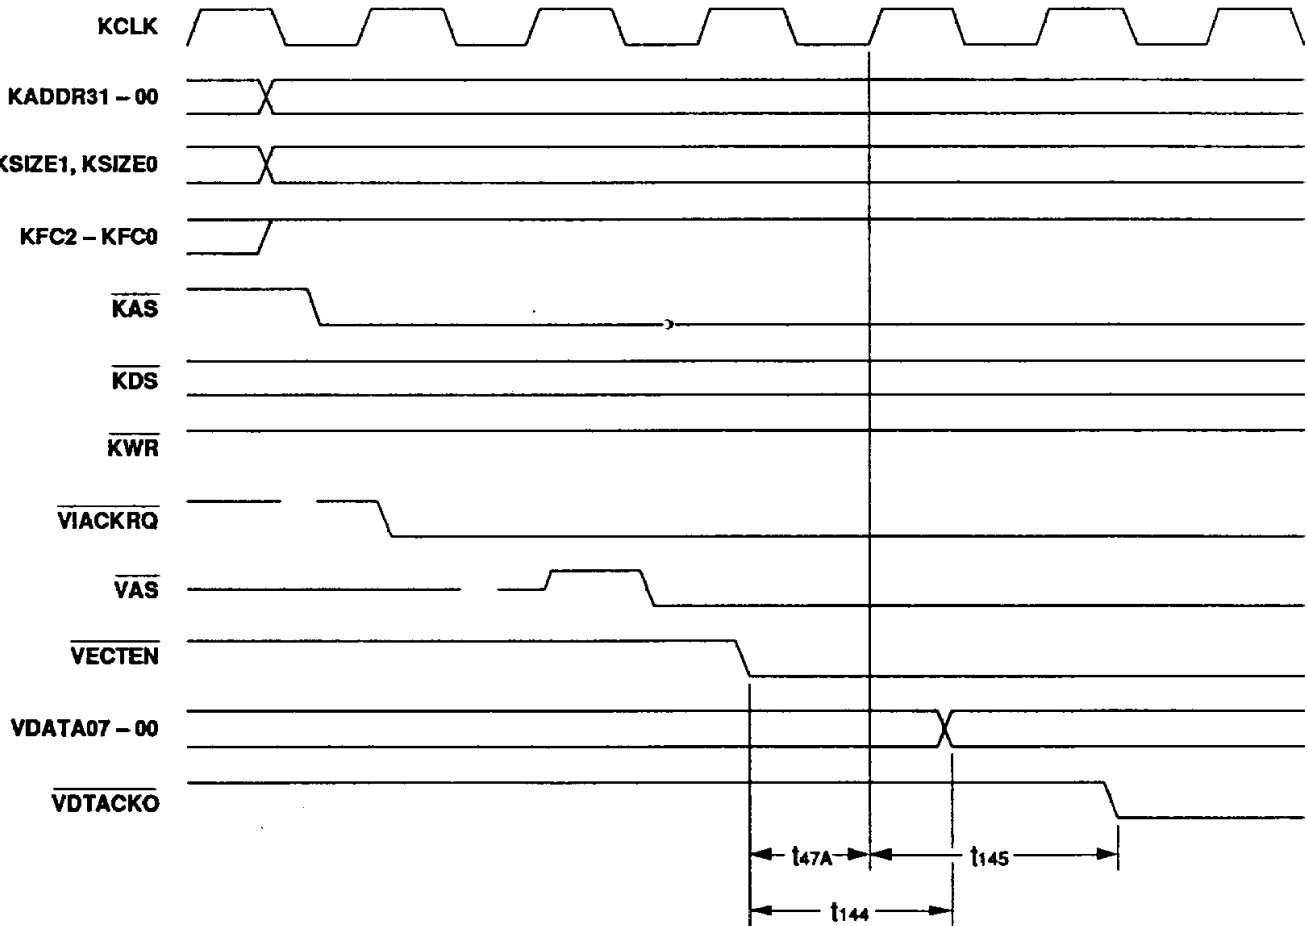 KCLK
KADDR31 – 00
KSIZE1, KSIZE0
KFC2 – KFC0
KAS
KDS
KWR
VIACKRQ
VAS
VECTEN
VDATA07 – 00
VDTACKO
t47A
t145
t144